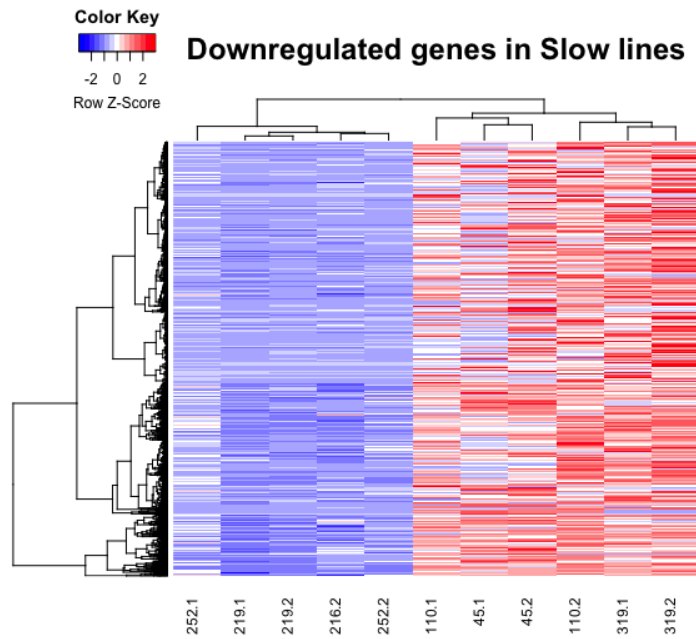 Color Key
-2 0 2
Row Z-Score
Downregulated genes in Slow lines
252.1
219.1
219.2
216.2
252.2
110.1
45.1
45.2
110.2
319.1
319.2